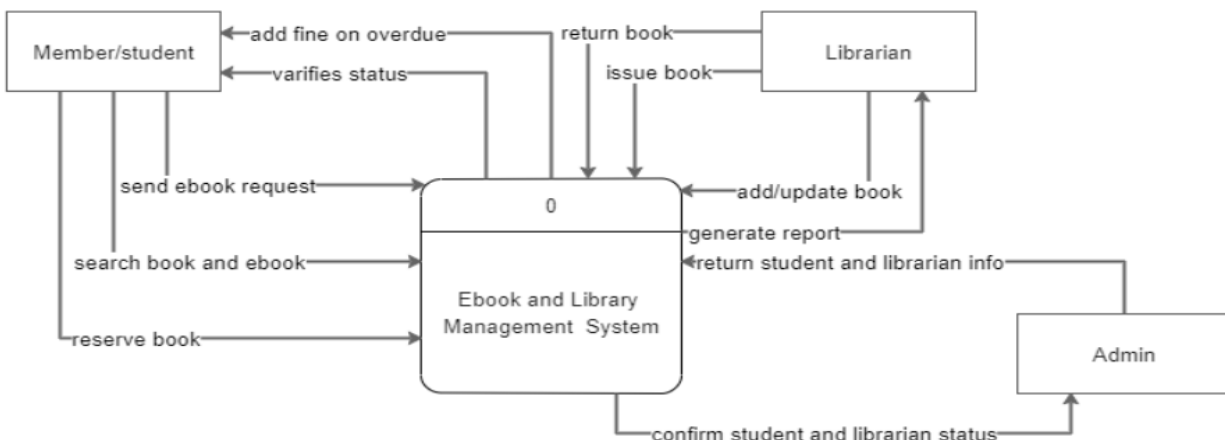 add fine on overdue
return book
Member/student
Librarian
varifies status
issue book
send ebook request
add/update book
0
generate report
search book and ebook
return student and librarian info
Ebook and Library
Management System
reserve book
Admin
confirm student and librarian status